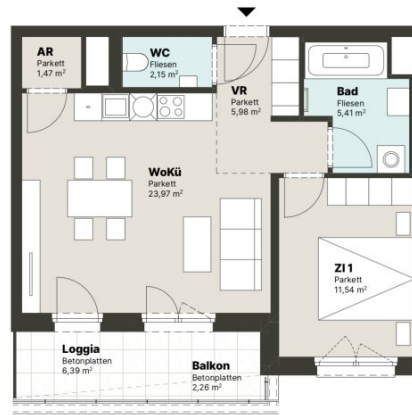 AR
Parkett
1,47 m²
WC
Fliesen
2,15 m²
VR
Parkett
5,98 m²
Bad
Fliesen
5,41 m²
WoKü
Parkett
23,97 m²
ZI 1
Parkett
11,54 m²
Loggia
Betonplatten
6,39 m²
Balkon
Betonplatten
2,26 m²